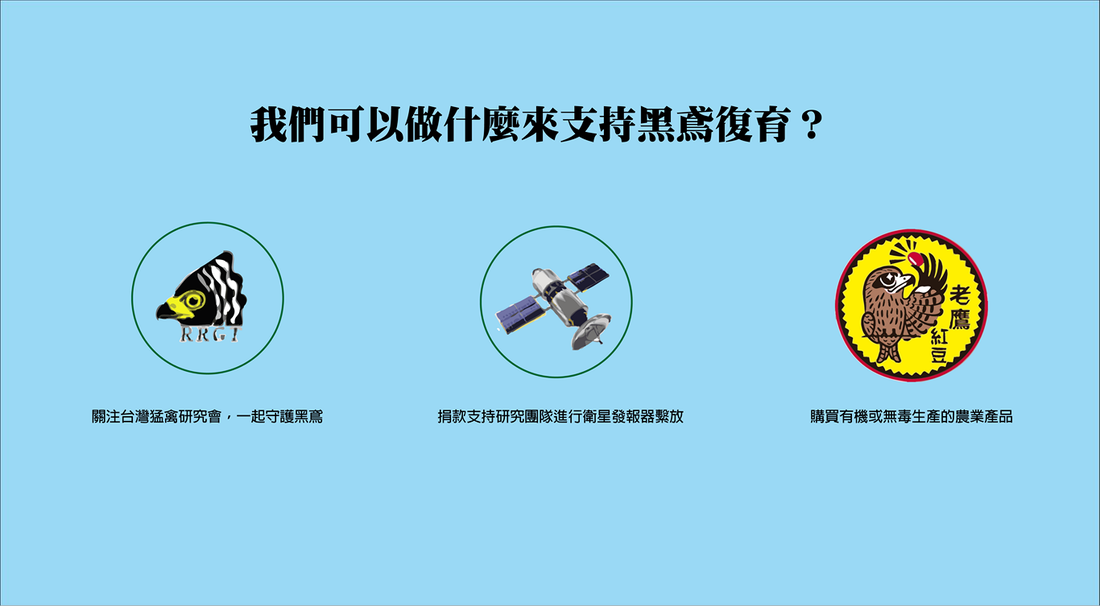 我們可以做什麼來支持黑鳶復育？
RRGT
老鷹
紅豆
關注台灣猛禽研究會，一起守護黑鳶
捐款支持研究團隊進行衛星發報器繫放
購買有機或無毒生產的農業產品